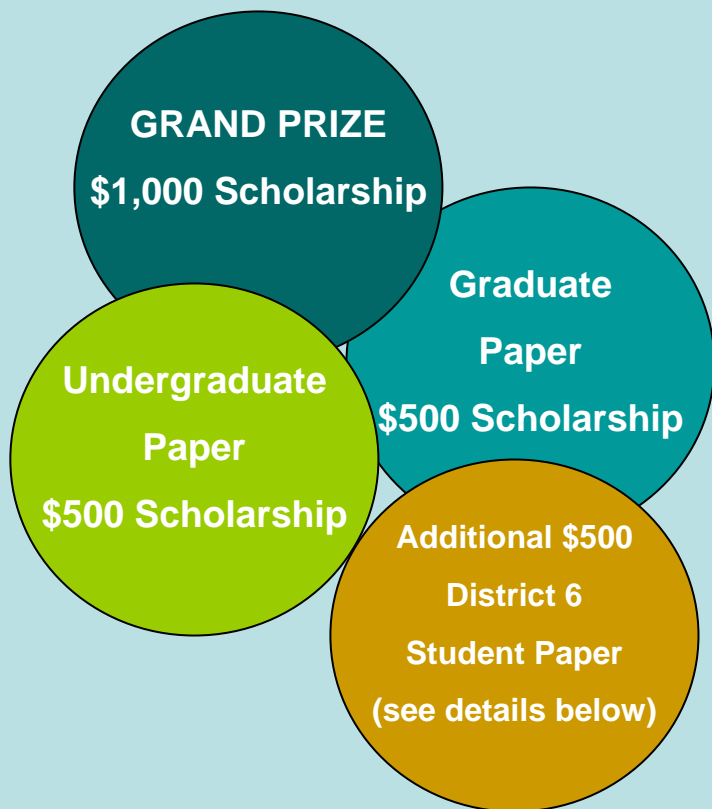 GRAND PRIZE
$1,000 Scholarship
Graduate
Paper
$500 Scholarship
Undergraduate
Paper
$500 Scholarship
Additional $500
District 6
Student Paper
(see details below)